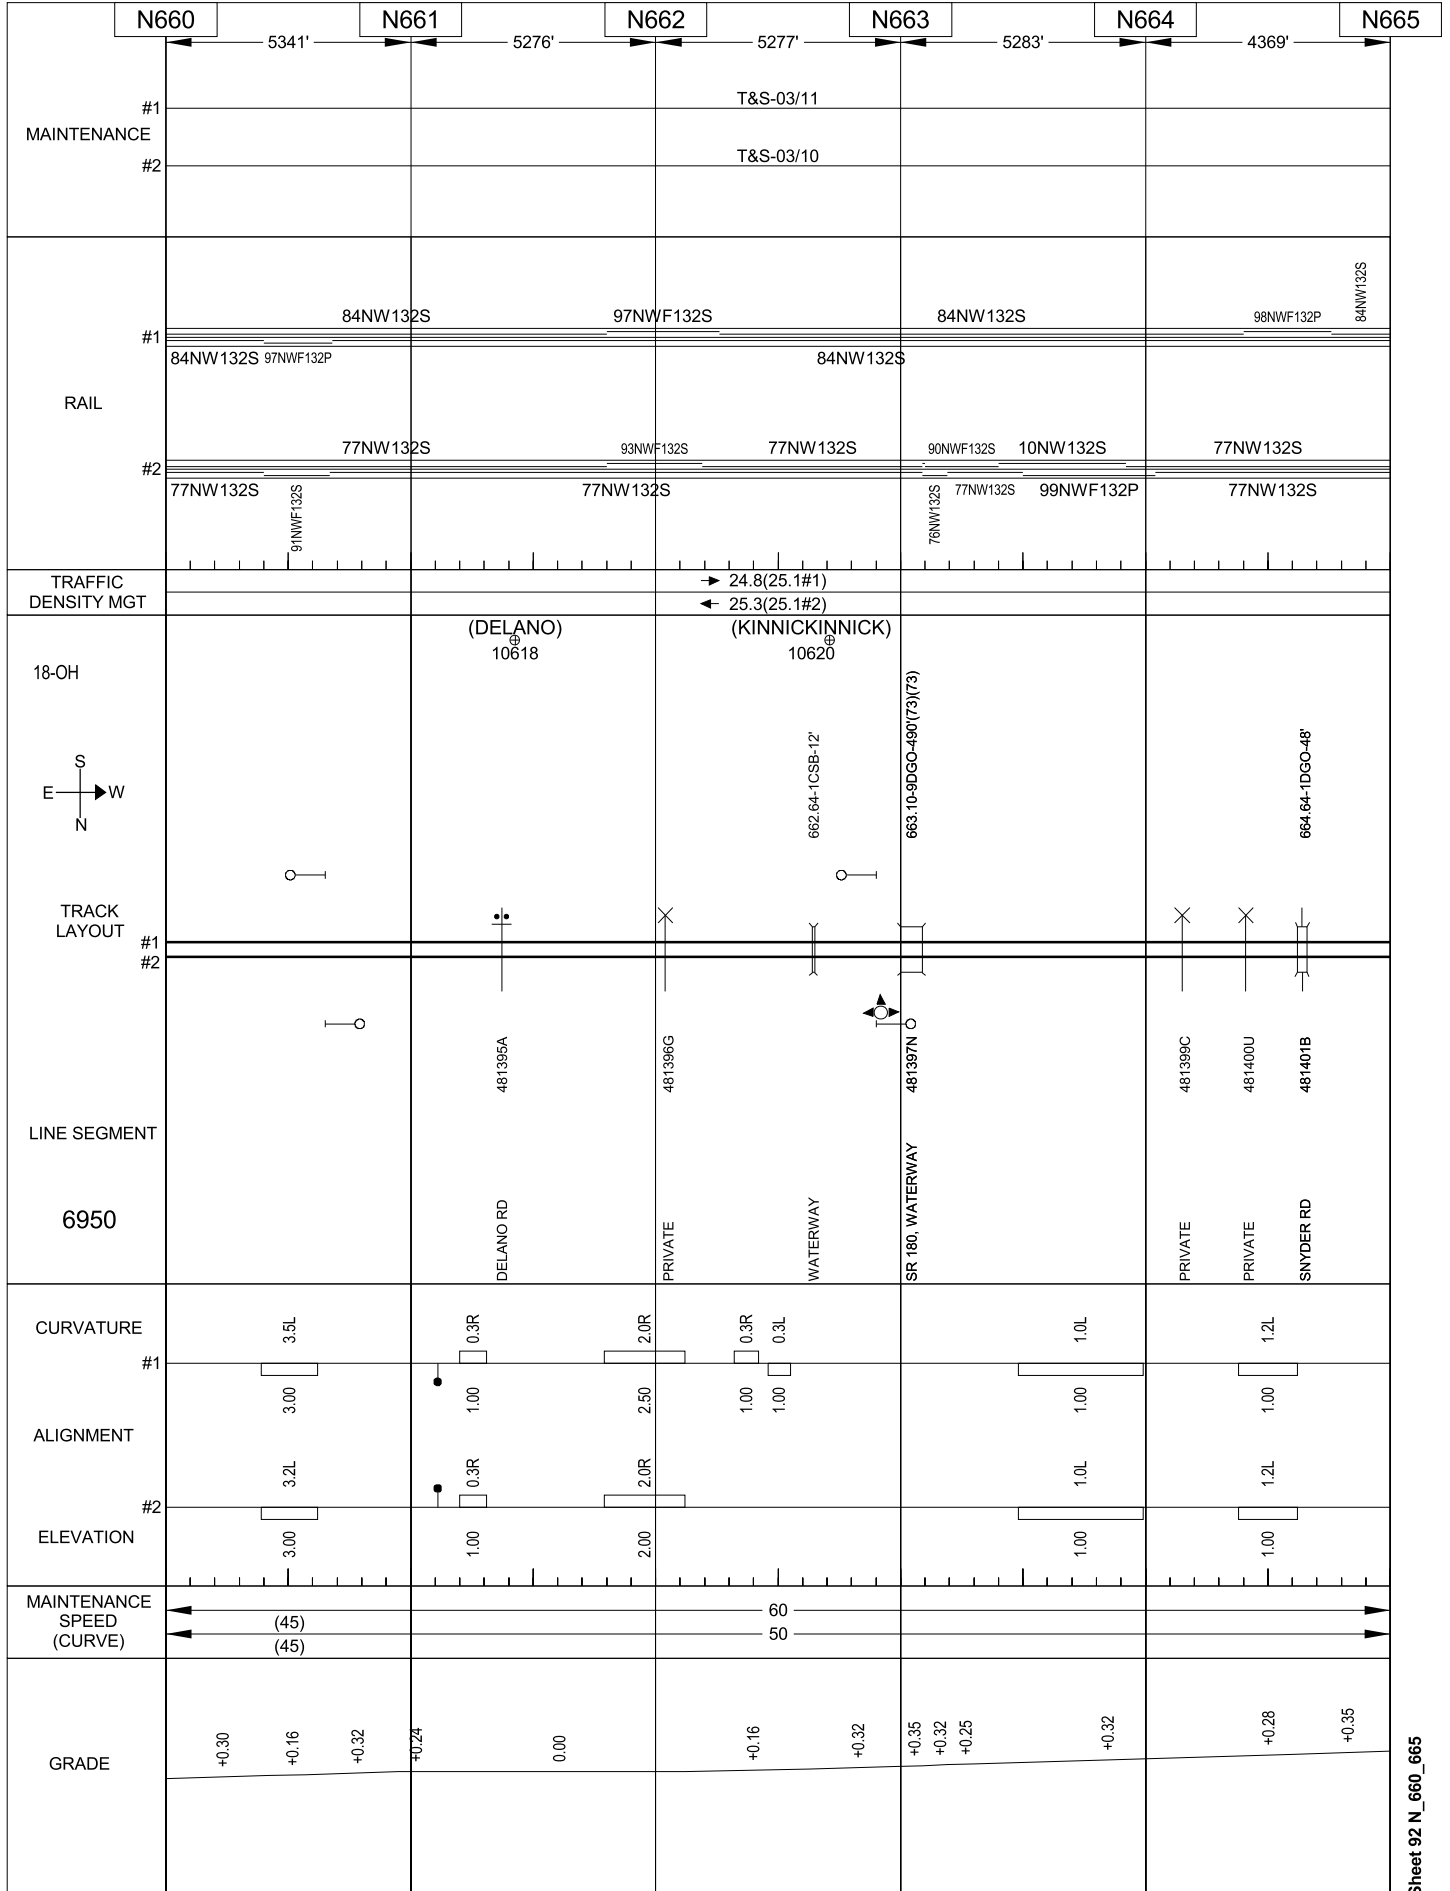 N660 N661 N662 N663 N664 N665
5341' 5276' 5277' 5283' 4369'
#1 T&S-03/11
MAINTENANCE
#2 T&S-03/10
84NW132S
84NW132S 97NWF132S 84NW132S 98NWF132P
#1
84NW132S 97NWF132P 84NW132S
RAIL
77NW132S 93NWF132S 77NW132S 90NWF132S 10NW132S 77NW132S
#2
77NW132S 91NWF132S 77NW132S 76NW132S 77NW132S 99NWF132P 77NW132S
TRAFFIC
DENSITY MGT
24.8(25.1#1)
25.3(25.1#2)
(DELANO) (KINNICKINNICK)
10618 10620
18-OH
662.64-1CSB-12'
663.10-9DGO-490'(73)(73)
664.64-1DGO-48'
S
E W
N
TRACK
LAYOUT
#1
#2
481395A 481396G 481397N 481399C 481400U 481401B
LINE SEGMENT
6950
DELANO RD PRIVATE WATERWAY SR 180, WATERWAY PRIVATE PRIVATE SNYDER RD
CURVATURE 3.5L 0.3R 2.0R 0.3R 0.3L 1.0L 1.2L
#1
3.00 1.00 2.50 1.00 1.00 1.00 1.00
ALIGNMENT
3.2L 0.3R 2.0R 1.0L 1.2L
#2
ELEVATION 3.00 1.00 2.00 1.00 1.00
MAINTENANCE
SPEED
(CURVE)
60
(45)
50
(45)
GRADE +0.30 +0.16 +0.32 +0.24 0.00 +0.16 +0.32 +0.35 +0.32 +0.25 +0.32 +0.28 +0.35
Sheet 92 N_660_665